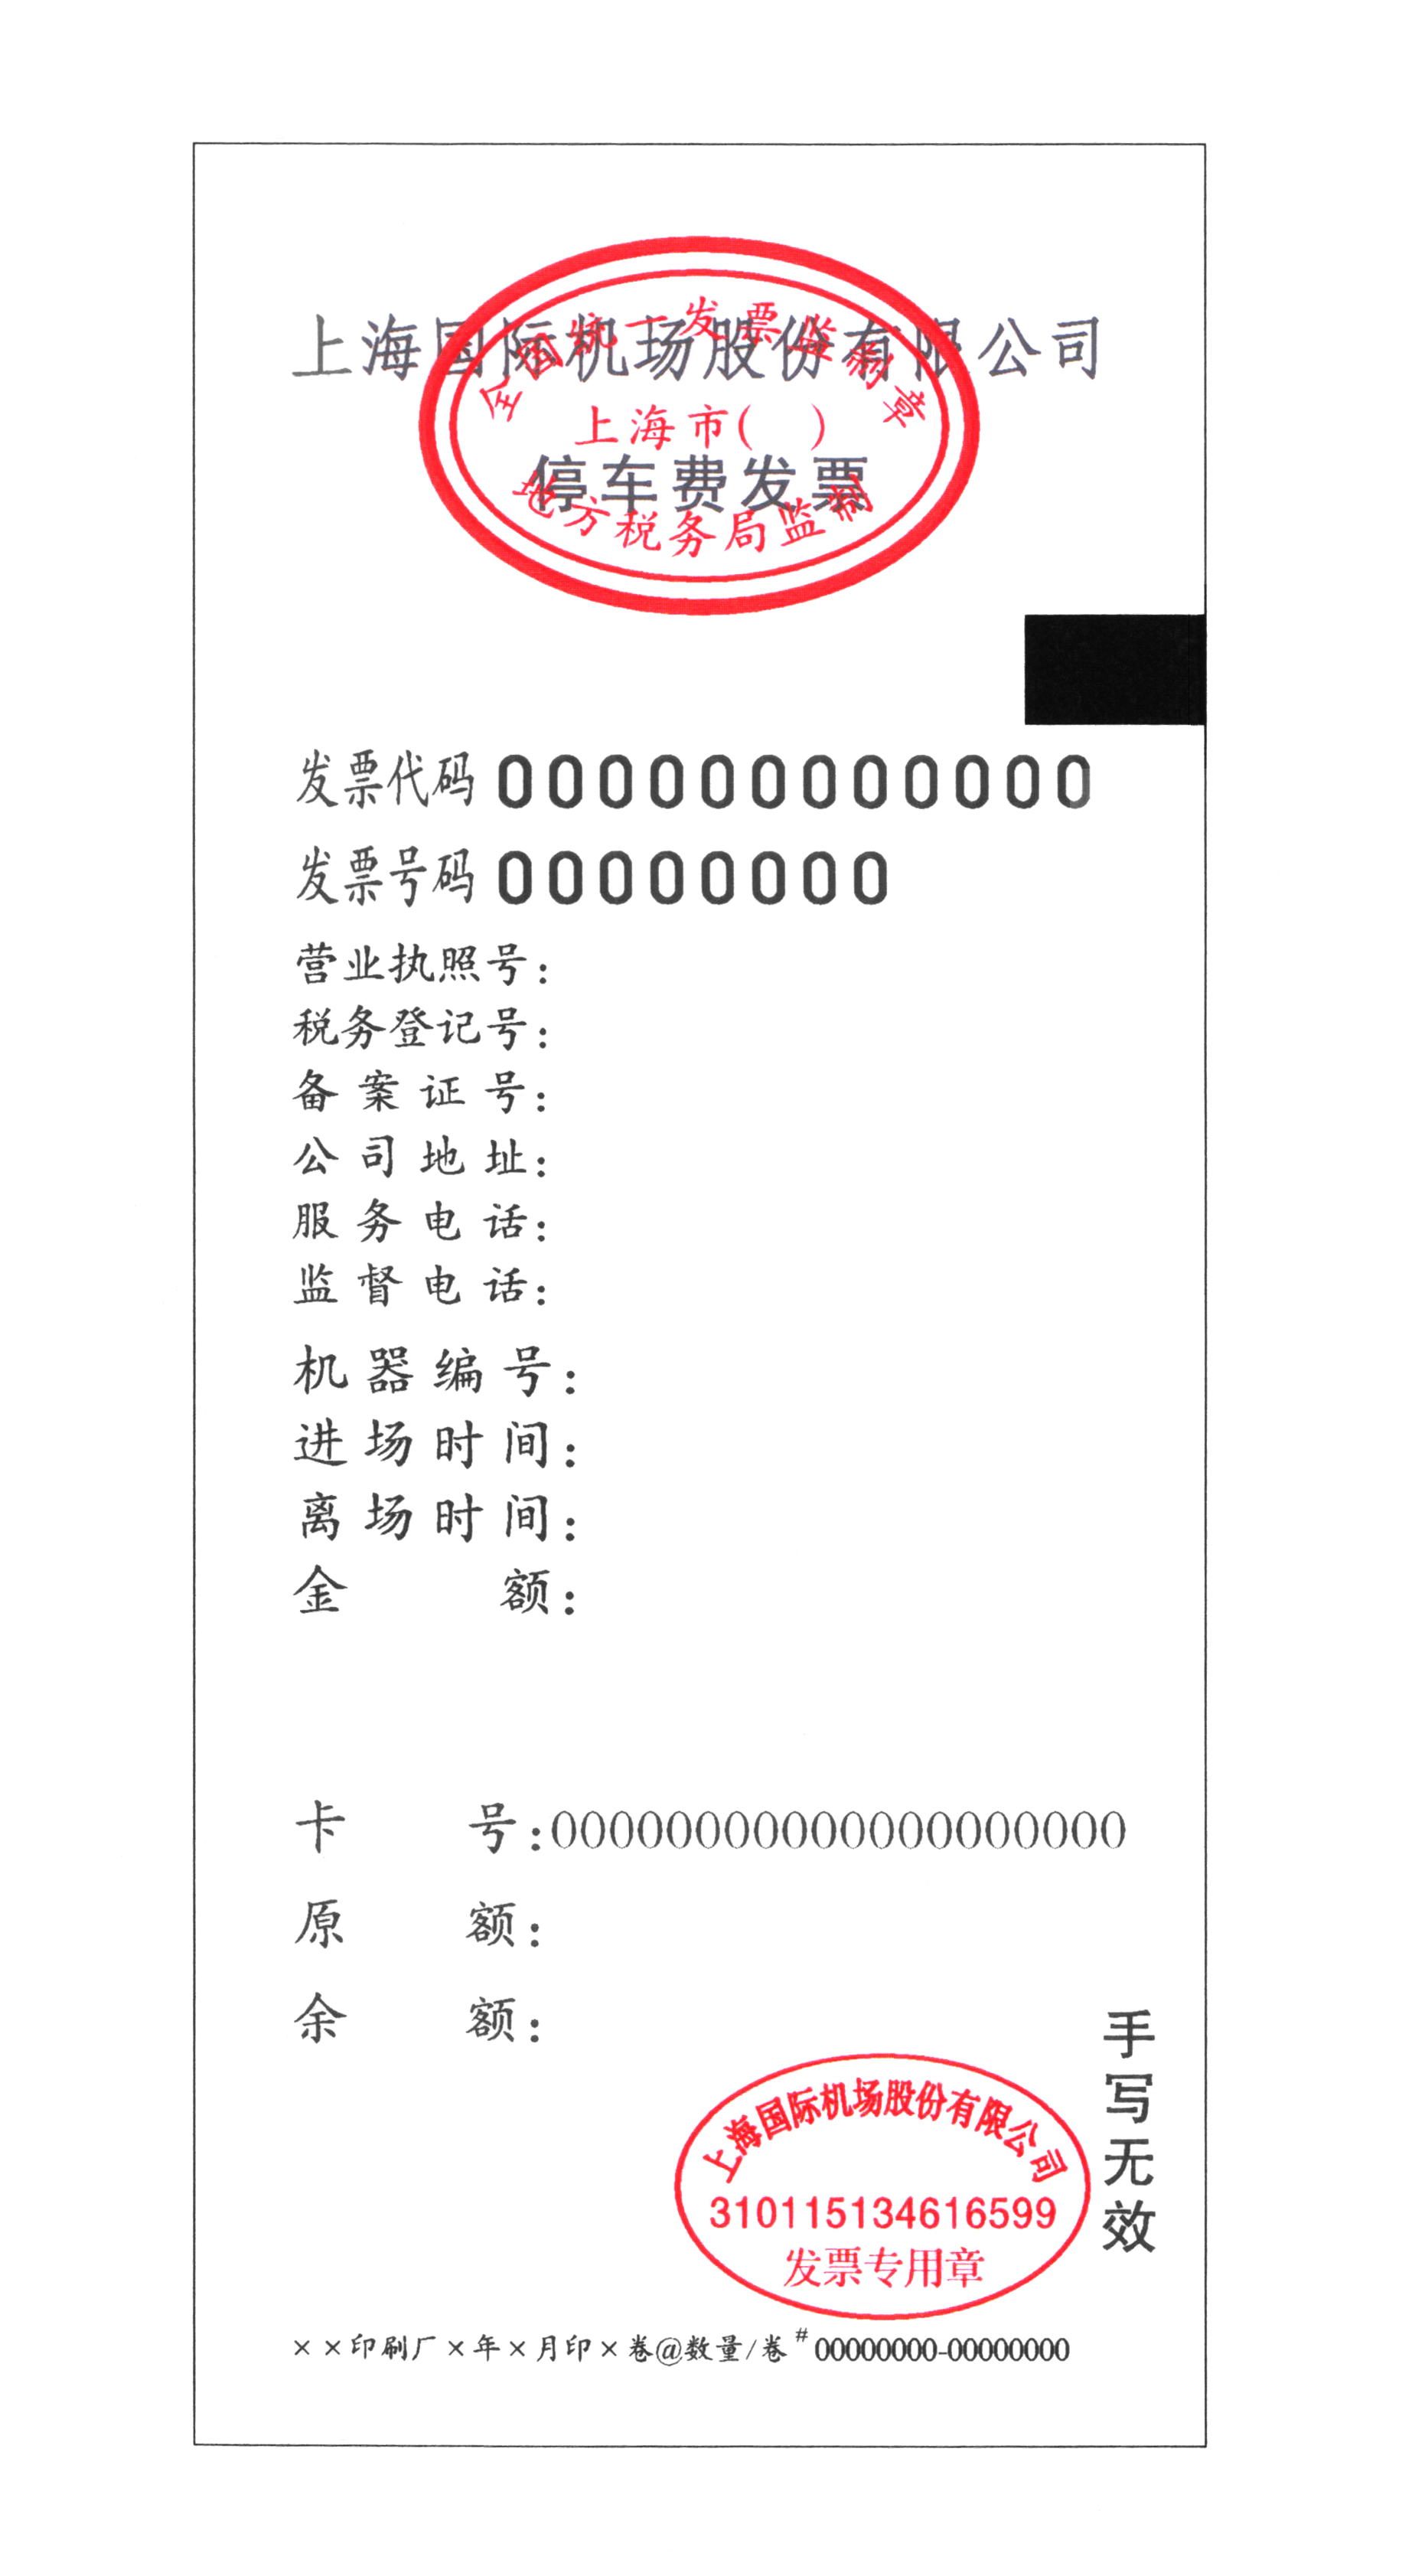 上海国际机场股份有限公司
全国统一发票监制章
上海市( )
停车费发票
地方税务局监制
发票代码 000000000000
发票号码 00000000
营业执照号:
税务登记号:
备案证号:
公司地址:
服务电话:
监督电话:
机器编号:
进场时间:
离场时间:
金额:
卡号:00000000000000000000
原额:
余额:
手写无效
上海国际机场股份有限公司
310115134616599
发票专用章
××印刷厂×年×月印×卷@数量/卷#00000000-00000000